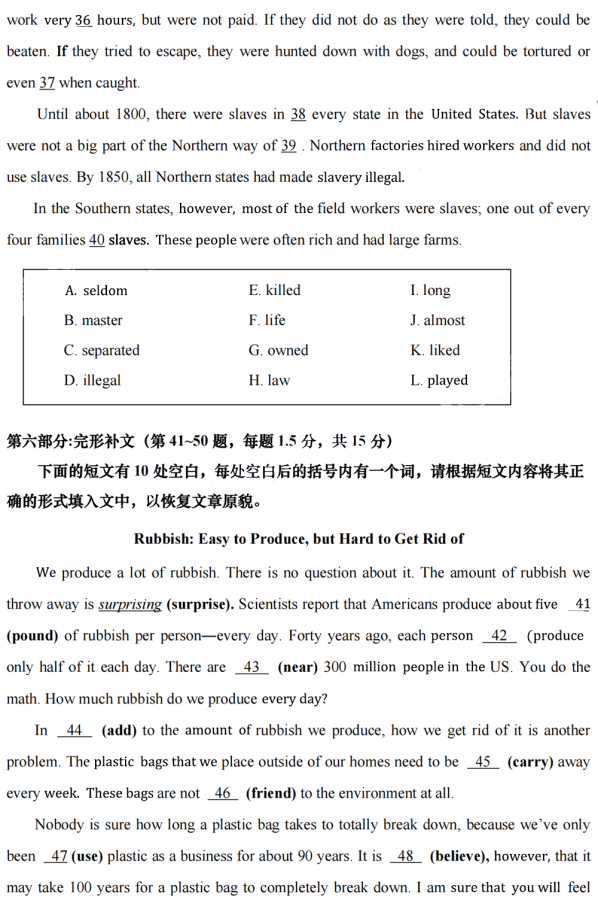 work very 36 hours, but were not paid. If they did not do as they were told, they could be
beaten. If they tried to escape, they were hunted down with dogs, and could be tortured or
even 37 when caught.
Until about 1800, there were slaves in 38 every state in the United States. But slaves
were not a big part of the Northern way of 39 . Northern factories hired workers and did not
use slaves. By 1850, all Northern states had made slavery illegal.
In the Southern states, however, most of the field workers were slaves; one out of every
four families 40 slaves. These people were often rich and had large farms.
A. seldom E. killed I. long
B. master F. life J. almost
C. separated G. owned K. liked
D. illegal H. law L. played
第六部分:完形补文（第 41~50 题，每题 1.5 分，共 15 分）
下面的短文有 10 处空白，每处空白后的括号内有一个词，请根据短文内容将其正
确的形式填入文中，以恢复文章原貌。
Rubbish: Easy to Produce, but Hard to Get Rid of
We produce a lot of rubbish. There is no question about it. The amount of rubbish we
throw away is surprising (surprise). Scientists report that Americans produce about five 41
(pound) of rubbish per person—every day. Forty years ago, each person 42 (produce
only half of it each day. There are 43 (near) 300 million people in the US. You do the
math. How much rubbish do we produce every day?
In 44 (add) to the amount of rubbish we produce, how we get rid of it is another
problem. The plastic bags that we place outside of our homes need to be 45 (carry) away
every week. These bags are not 46 (friend) to the environment at all.
Nobody is sure how long a plastic bag takes to totally break down, because we've only
been 47 (use) plastic as a business for about 90 years. It is 48 (believe), however, that it
may take 100 years for a plastic bag to completely break down. I am sure that you will feel